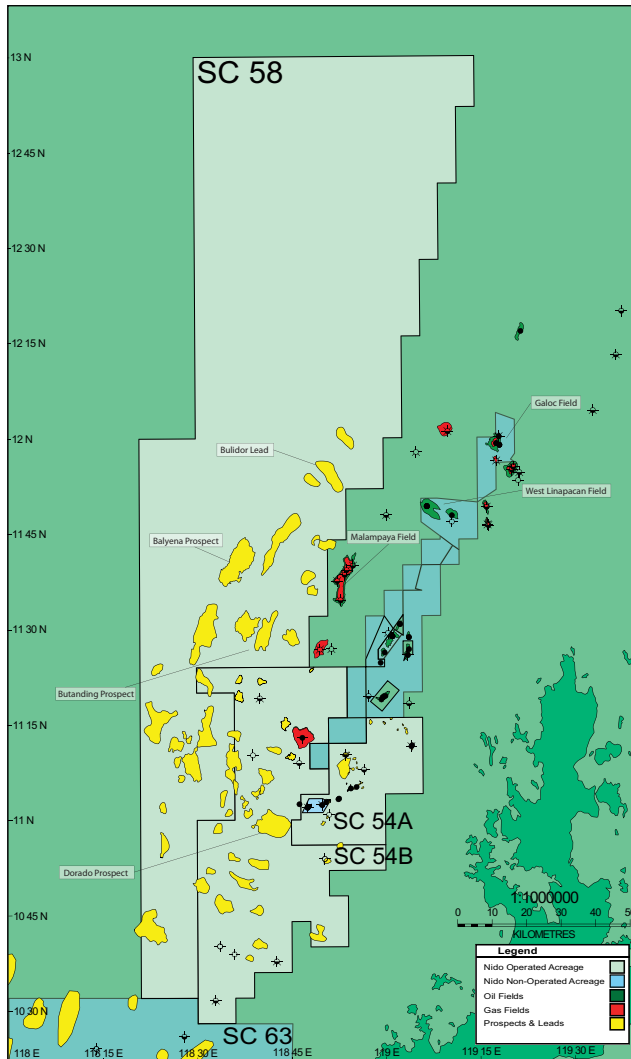 13 N
SC 58
12 45 N
12 30 N
12 15 N
Galoc Field
12 N
Bulidor Lead
West Linapacan Field
11 45 N
Balyena Prospect
Malampaya Field
11 30 N
Butanding Prospect
11 15 N
11 N
SC 54A
SC 54B
Dorado Prospect
1:1000000
0 10 20 30 40 50
10 45 N
KILOMETRES
Legend
Nido Operated Acreage
Nido Non-Operated Acreage
Oil Fields
Gas Fields
Prospects & Leads
10 30 N
SC 63
118 E
118 15 E
118 30 E
118 45 E
119 E
119 15 E
119 30 E